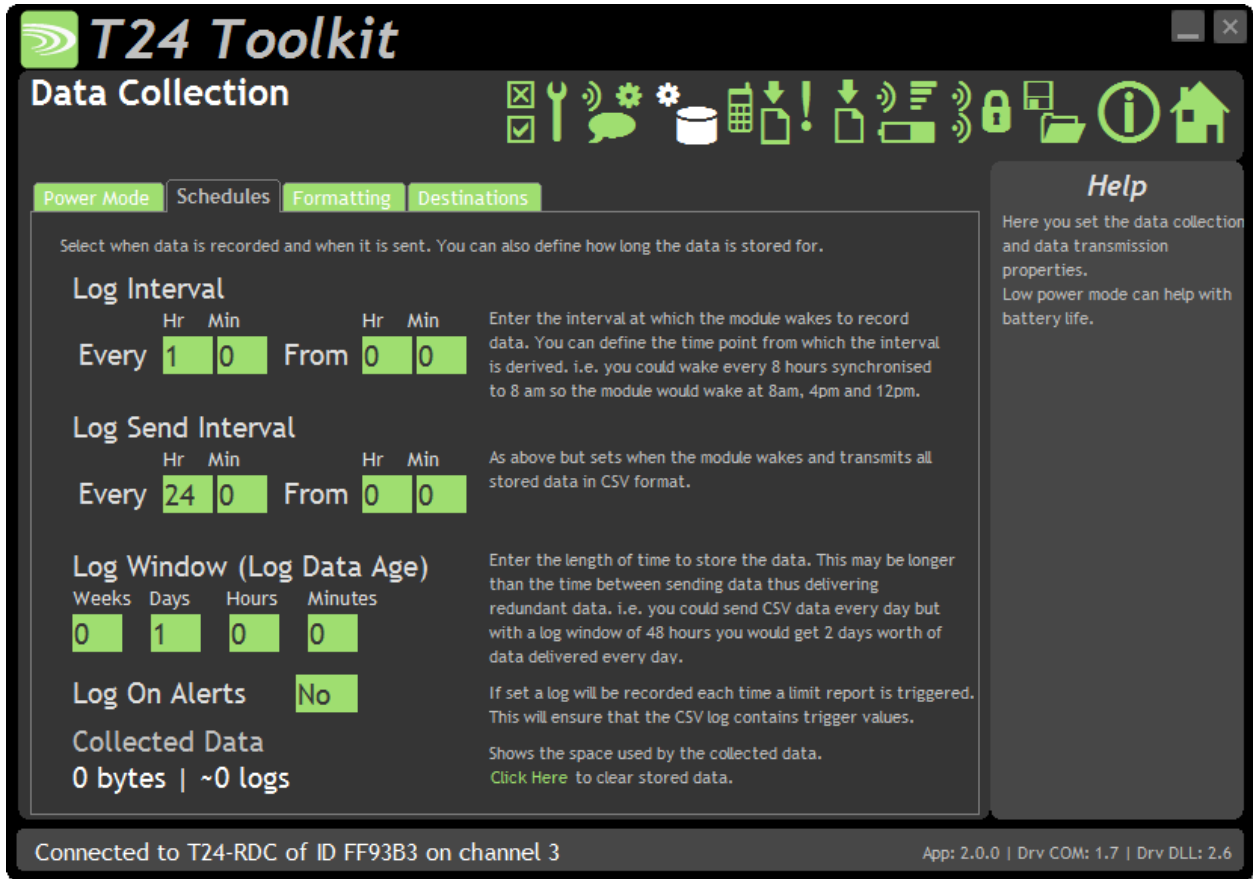 T24 Toolkit
Data Collection
Power Mode Schedules Formatting Destinations
Select when data is recorded and when it is sent. You can also define how long the data is stored for.
Log Interval
Hr Min Hr Min
Every 1 0 From 0 0
Enter the interval at which the module wakes to record
data. You can define the time point from which the interval
is derived. i.e. you could wake every 8 hours synchronised
to 8 am so the module would wake at 8am, 4pm and 12pm.
Log Send Interval
Hr Min Hr Min
Every 24 0 From 0 0
As above but sets when the module wakes and transmits all
stored data in CSV format.
Log Window (Log Data Age)
Weeks Days Hours Minutes
0 1 0 0
Enter the length of time to store the data. This may be longer
than the time between sending data thus delivering
redundant data. i.e. you could send CSV data every day but
with a log window of 48 hours you would get 2 days worth of
data delivered every day.
Log On Alerts No
If set a log will be recorded each time a limit report is triggered.
This will ensure that the CSV log contains trigger values.
Collected Data
0 bytes | ~0 logs
Shows the space used by the collected data.
Click Here to clear stored data.
Help
Here you set the data collection
and data transmission
properties.
Low power mode can help with
battery life.
Connected to T24-RDC of ID FF93B3 on channel 3
App: 2.0.0 | Drv COM: 1.7 | Drv DLL: 2.6